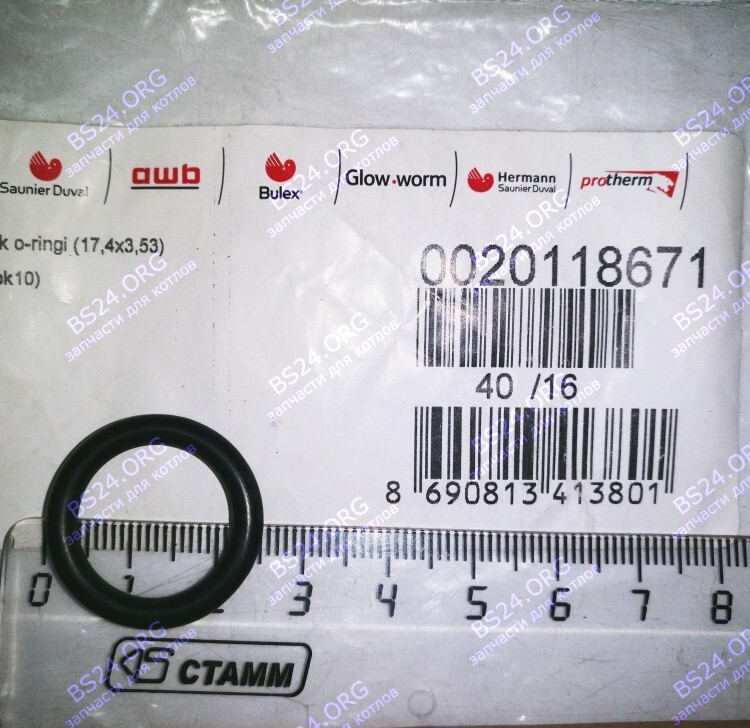 BS24.ORG
запчасти для котлов
Saunier Duval
awb
Bulex
Glow-worm
Hermann
Saunier Duval
protherm
k o-ringi (17,4x3,53)
0020118671
ok10)
40 /16
8 690813 413801
0 1 2 3 4 5 6 7 8
СТАММ